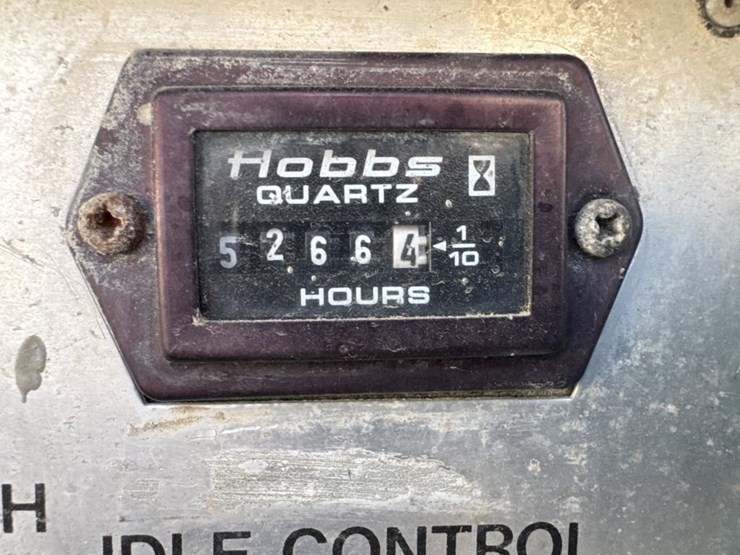 Hobbs
QUARTZ
5 2 6 6 4 ◄ 1/10
HOURS
H
IDLE CONTROL